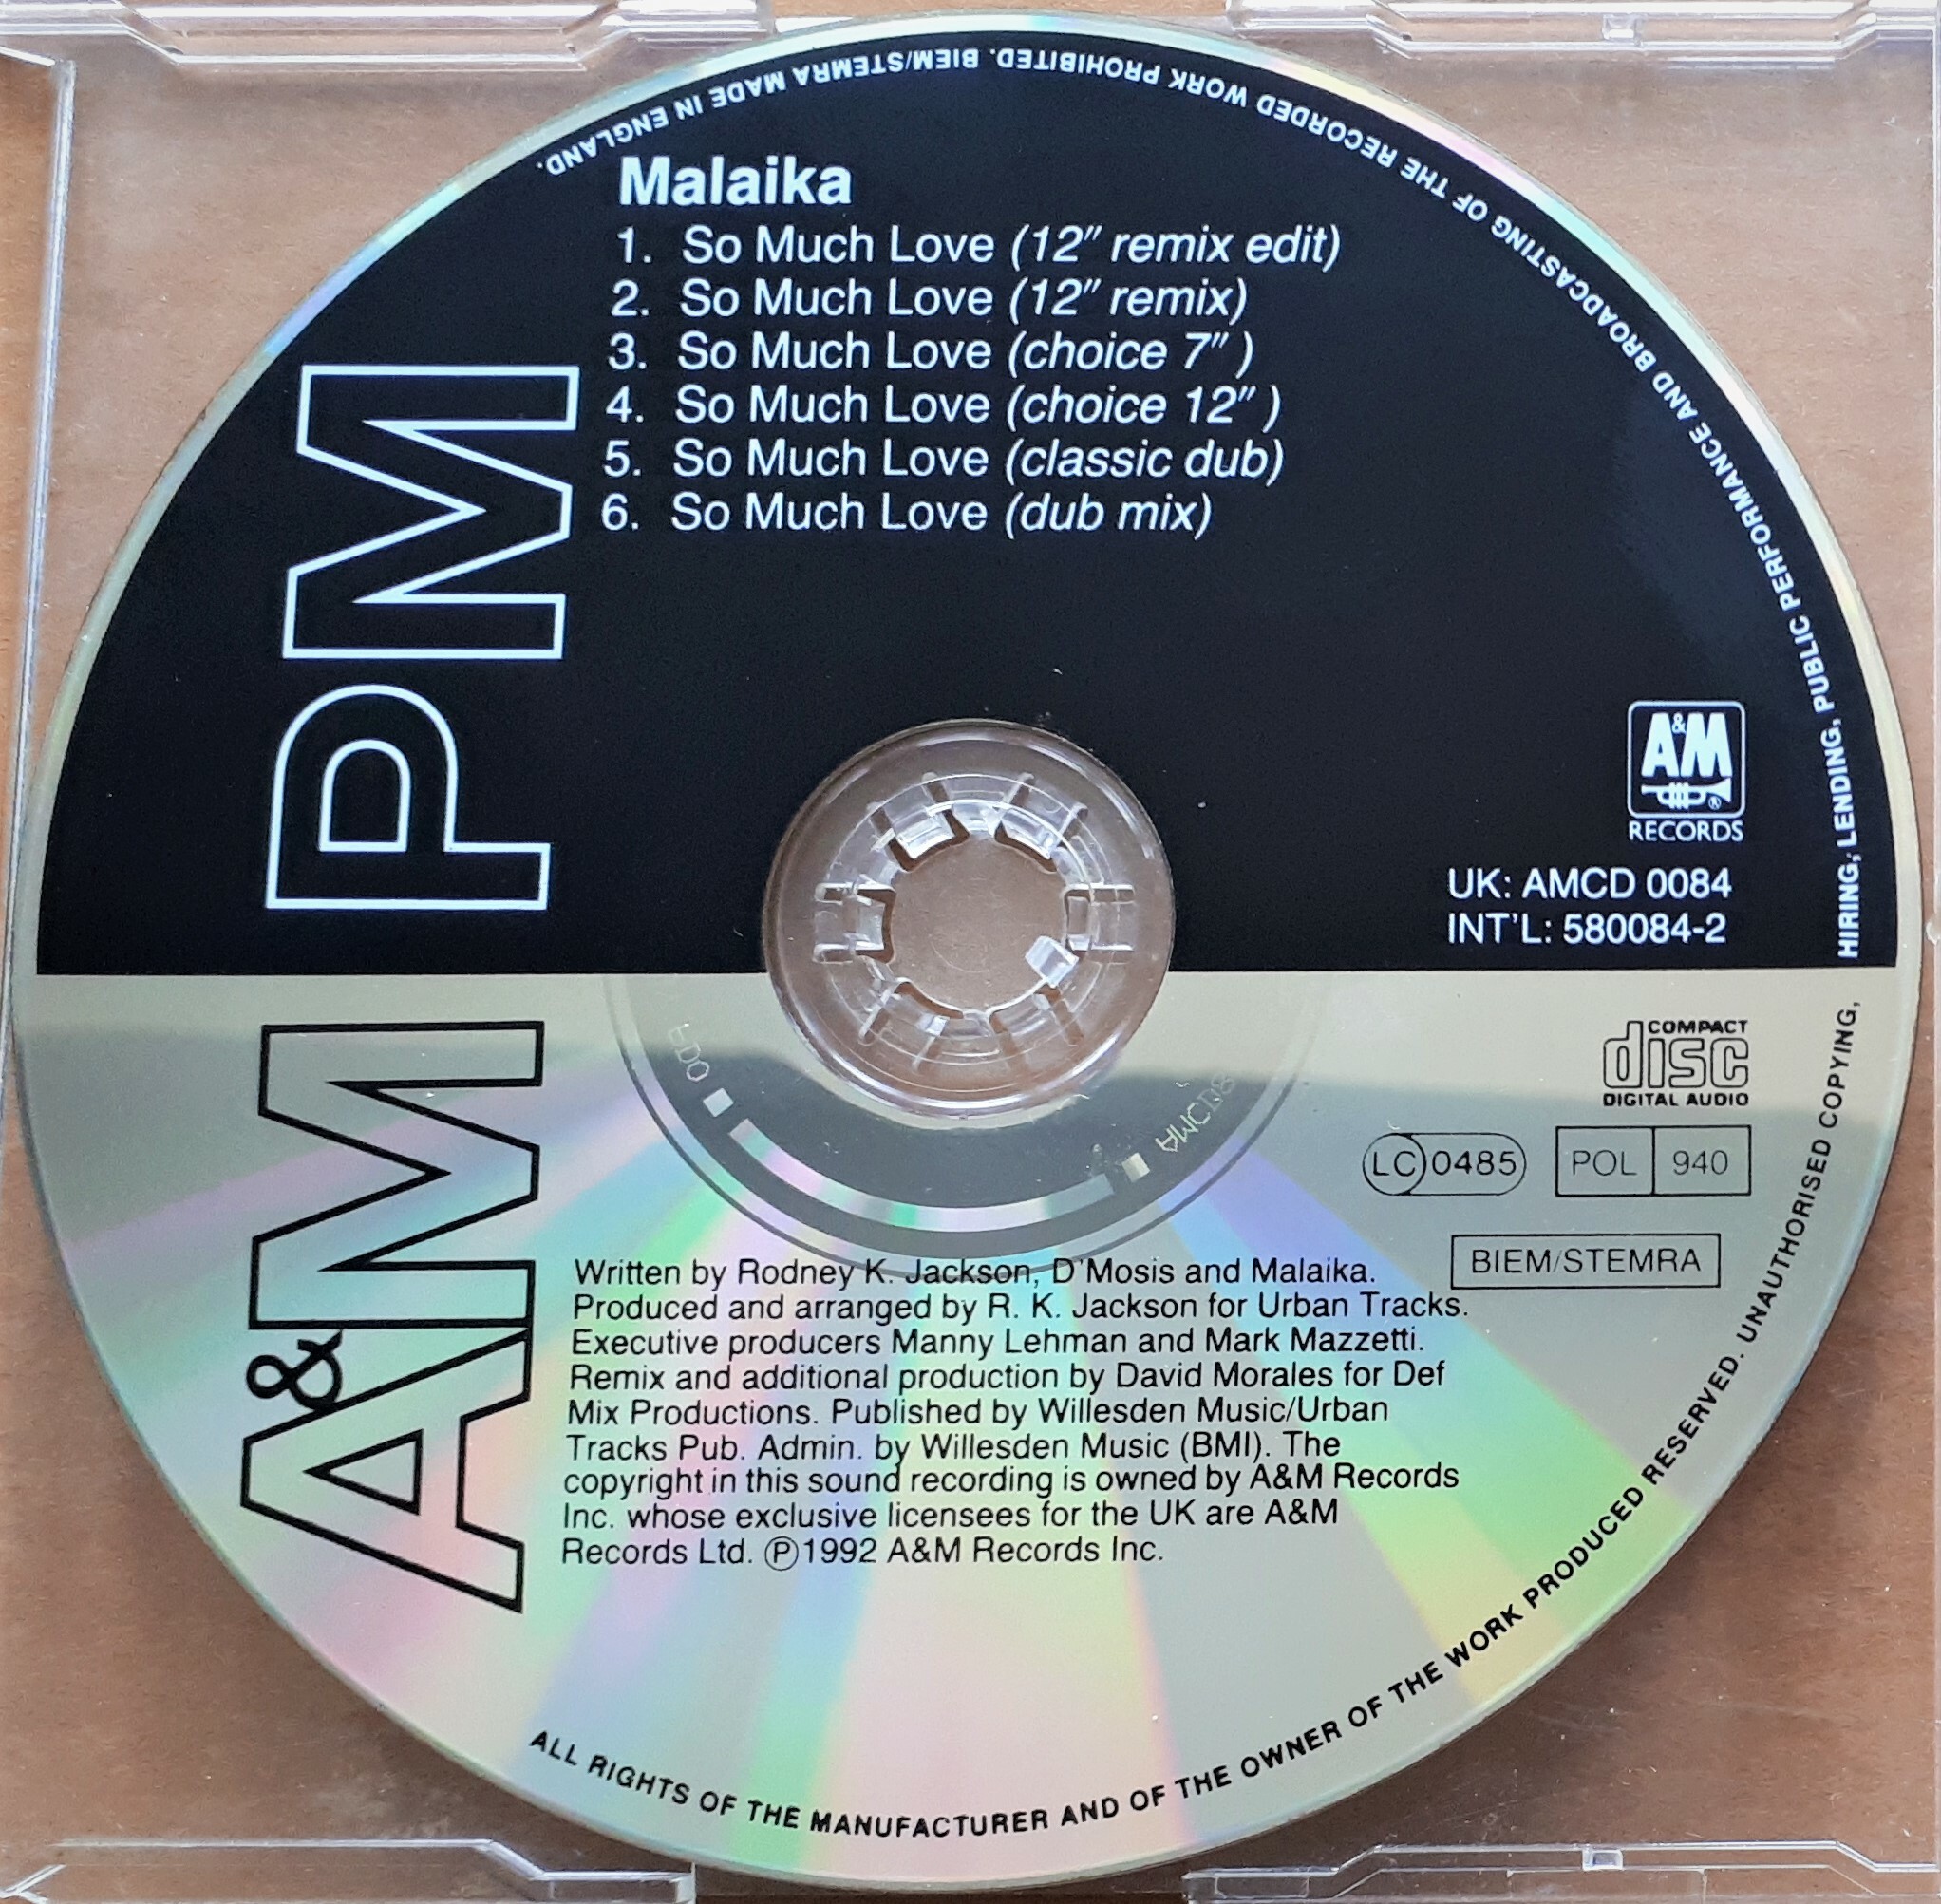 Malaika
1. So Much Love (12" remix edit)
2. So Much Love (12" remix)
3. So Much Love (choice 7" )
4. So Much Love (choice 12" )
5. So Much Love (classic dub)
6. So Much Love (dub mix)
A&M PM
A&M
®
RECORDS
UK: AMCD 0084
INT'L: 580084-2
COMPACT
disc
DIGITAL AUDIO
LC 0485
POL 940
BIEM/STEMRA
Written by Rodney K. Jackson, D'Mosis and Malaika.
Produced and arranged by R. K. Jackson for Urban Tracks.
Executive producers Manny Lehman and Mark Mazzetti.
Remix and additional production by David Morales for Def
Mix Productions. Published by Willesden Music/Urban
Tracks Pub. Admin. by Willesden Music (BMI). The
copyright in this sound recording is owned by A&M Records
Inc. whose exclusive licensees for the UK are A&M
Records Ltd. Ⓟ1992 A&M Records Inc.
ALL RIGHTS OF THE MANUFACTURER AND OF THE OWNER OF THE WORK PRODUCED RESERVED. UNAUTHORISED COPYING,
HIRING, LENDING, PUBLIC PERFORMANCE AND BROADCASTING OF THE RECORDED WORK PROHIBITED. BIEM/STEMRA MADE IN ENGLAND.